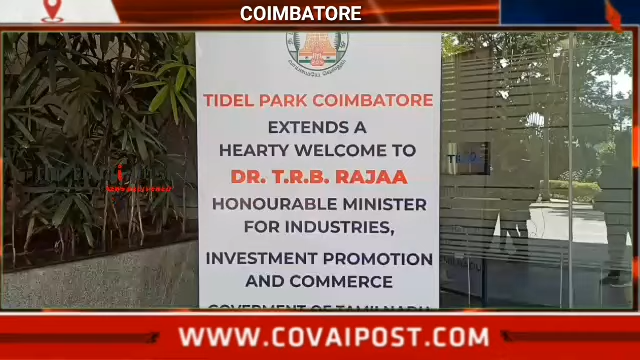 COIMBATORE
TIDEL PARK COIMBATORE
EXTENDS A
HEARTY WELCOME TO
DR. T.R.B. RAJAA
HONOURABLE MINISTER
FOR INDUSTRIES,
INVESTMENT PROMOTION
AND COMMERCE
WWW.COVAIPOST.COM